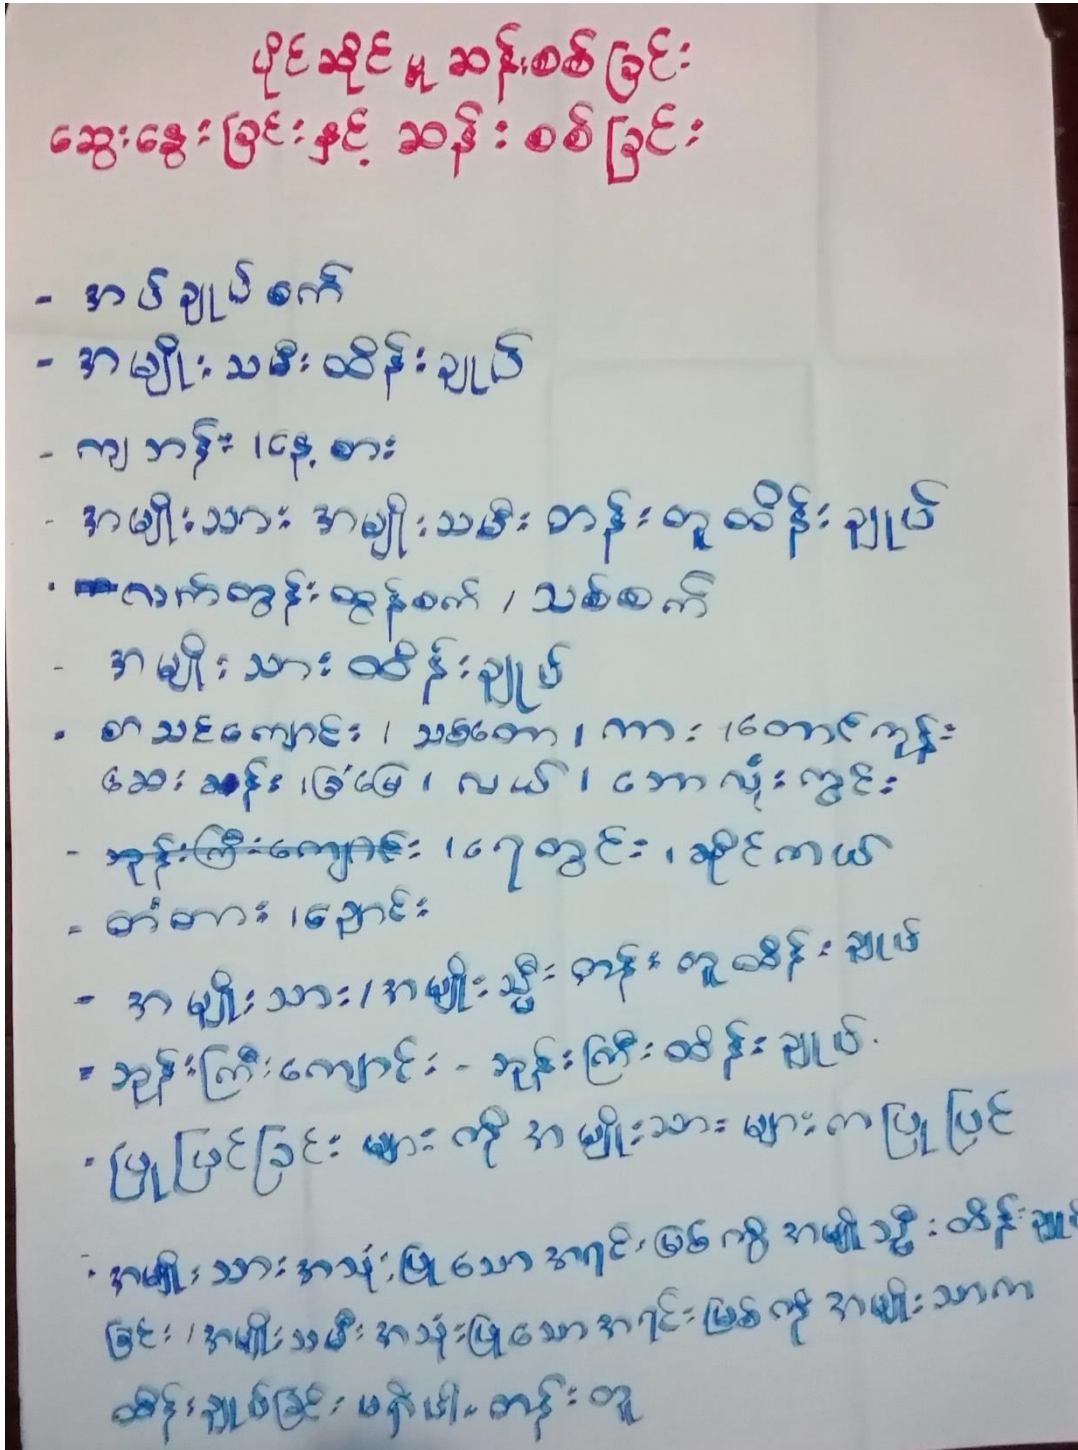 ပိုင်ဆိုင်မှု ဆန်းစစ်ခြင်း
ဆွေးနွေးခြင်းနှင့် ဆန်းစစ်ခြင်း
- အပ်ချုပ်စက်
- အမျိုးသမီးထိန်းချုပ်
- ကျဘန်း ၊နေ့စား
- အမျိုးသား အမျိုးသမီး တန်းတူထိန်းချုပ်
- လက်တွန်းထွန်စက် / သစ်စက်
- အမျိုးသား ထိန်းချုပ်
- စာသင်ကျောင်း ၊ သစ်တော ၊ ကား ၊တောင်ကုန်း
ဆေးခန်း ၊ခြံမြေ ၊ လယ် ၊ ဘောလုံးကွင်း
- ဘုန်းကြီးကျောင်း ၊ရေတွင်း ၊ ဆိုင်ကယ်
- တံတား ၊ချောင်း
- အမျိုးသား/အမျိုးသ္မီး တန်းတူထိန်းချုပ်
= ဘုန်းကြီးကျောင်း - ဘုန်းကြီးထိန်းချုပ်.
- ပြုပြင်ခြင်းများကို အမျိုးသားများက ပြုပြင်
- အမျိုးသားအသုံးပြုသော အရင်းမြစ်ကို အမျိုးသ္မီးထိန်းချုပ်
ခြင်း /အမျိုးသမီးအသုံးပြုသောအရင်းမြစ်ကို အမျိုးသားက
ထိန်းချုပ်ခြင်း မရှိပါ။ တန်းတူ